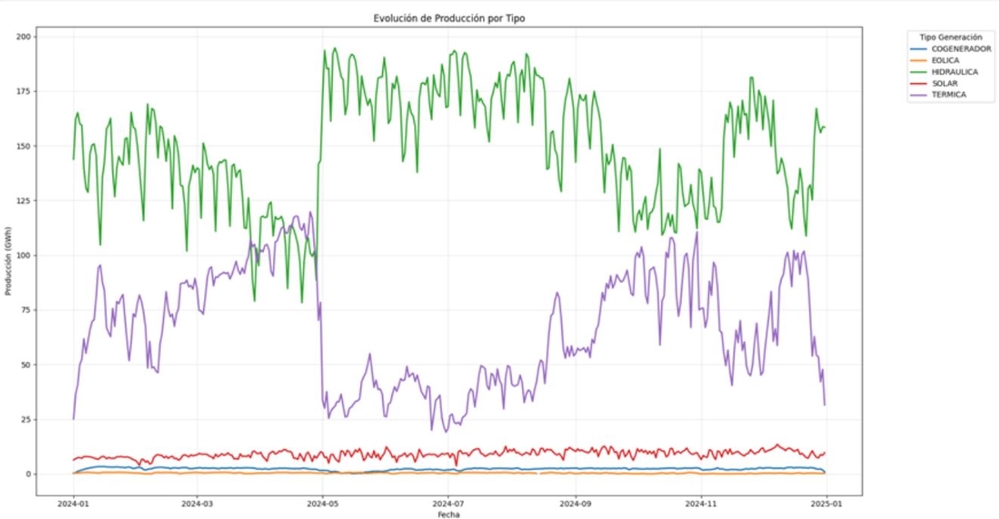 Evolución de Producción por Tipo
Tipo Generación
COGENERADOR
EOLICA
HIDRAULICA
SOLAR
TERMICA
Producción (GWh)
200
175
150
125
100
75
50
25
0
2024-01
2024-03
2024-05
2024-07
2024-09
2024-11
2025-01
Fecha